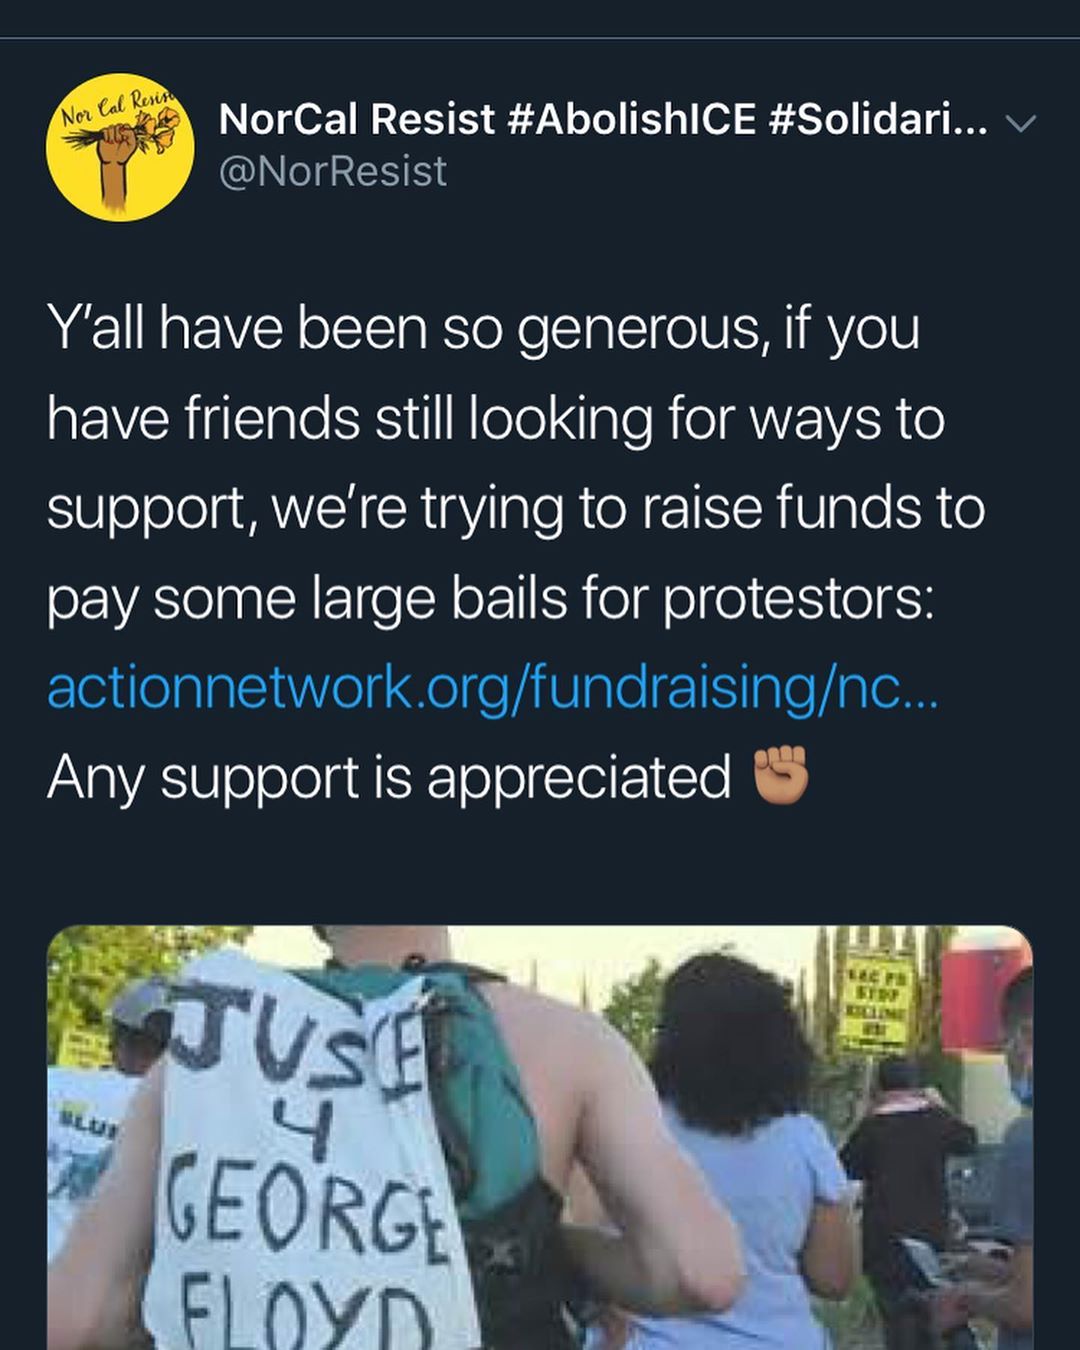 Nor Cal Resist
NorCal Resist #AbolishICE #Solidari...
@NorResist
Y'all have been so generous, if you
have friends still looking for ways to
support, we're trying to raise funds to
pay some large bails for protestors:
actionnetwork.org/fundraising/nc...
Any support is appreciated ✊🏽
JUSICE
4
GEORGE
FLOYD
SAC PD
STOP
KILLING
US!